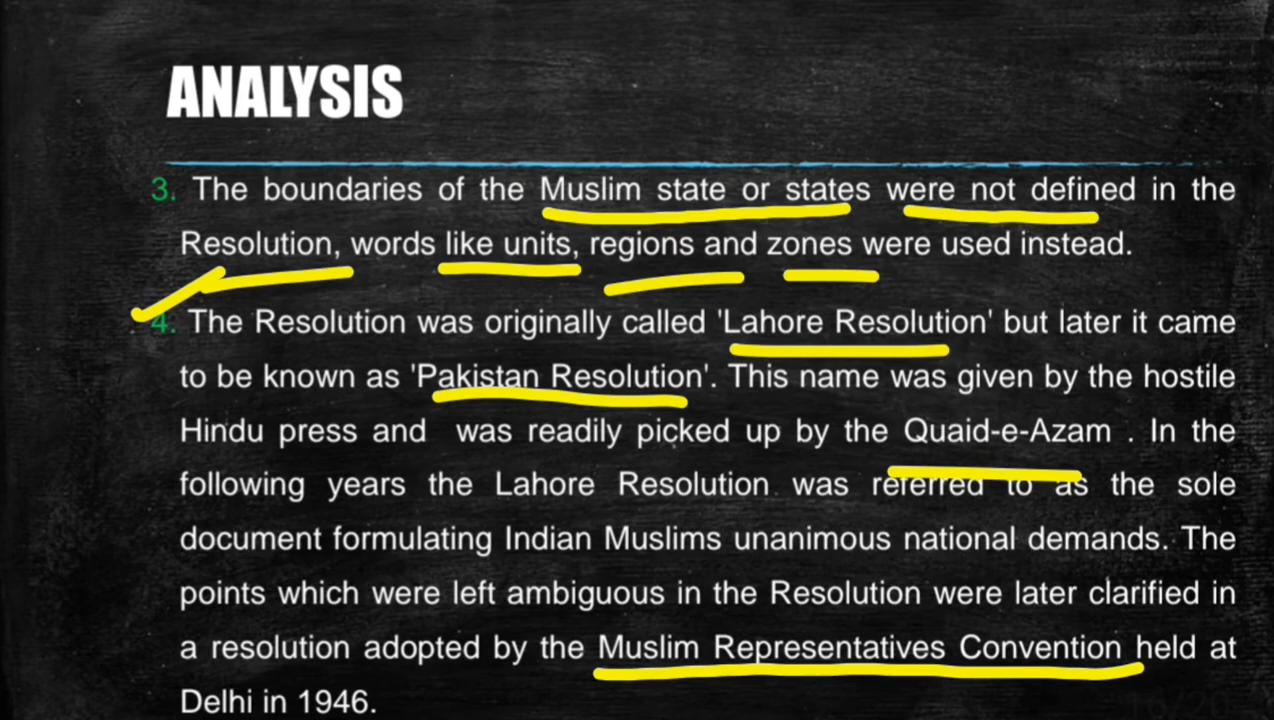 ANALYSIS
3. The boundaries of the Muslim state or states were not defined in the
Resolution, words like units, regions and zones were used instead.
4. The Resolution was originally called 'Lahore Resolution' but later it came
to be known as 'Pakistan Resolution'. This name was given by the hostile
Hindu press and was readily picked up by the Quaid-e-Azam . In the
following years the Lahore Resolution was referred to as the sole
document formulating Indian Muslims unanimous national demands. The
points which were left ambiguous in the Resolution were later clarified in
a resolution adopted by the Muslim Representatives Convention held at
Delhi in 1946.